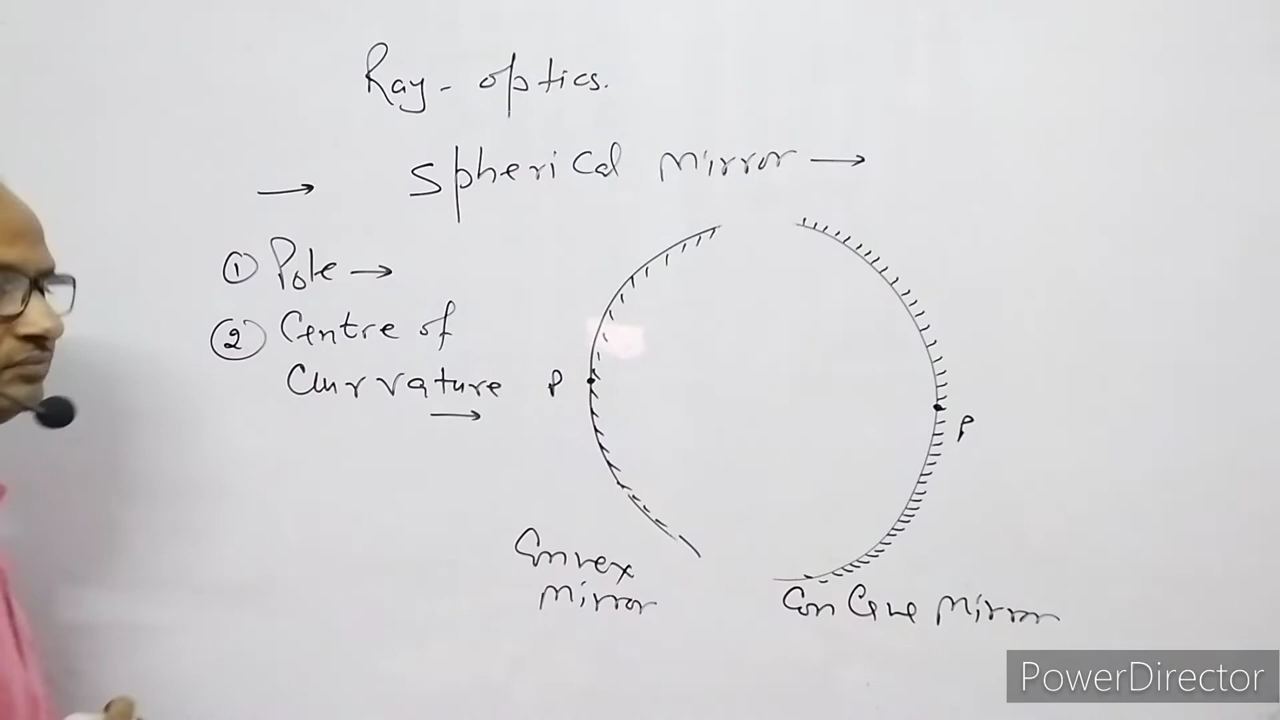 Ray - optics.
→ Spherical mirror →
① Pole →
② Centre of
Curvature →
P
P
Convex
mirror
Concave mirror
PowerDirector